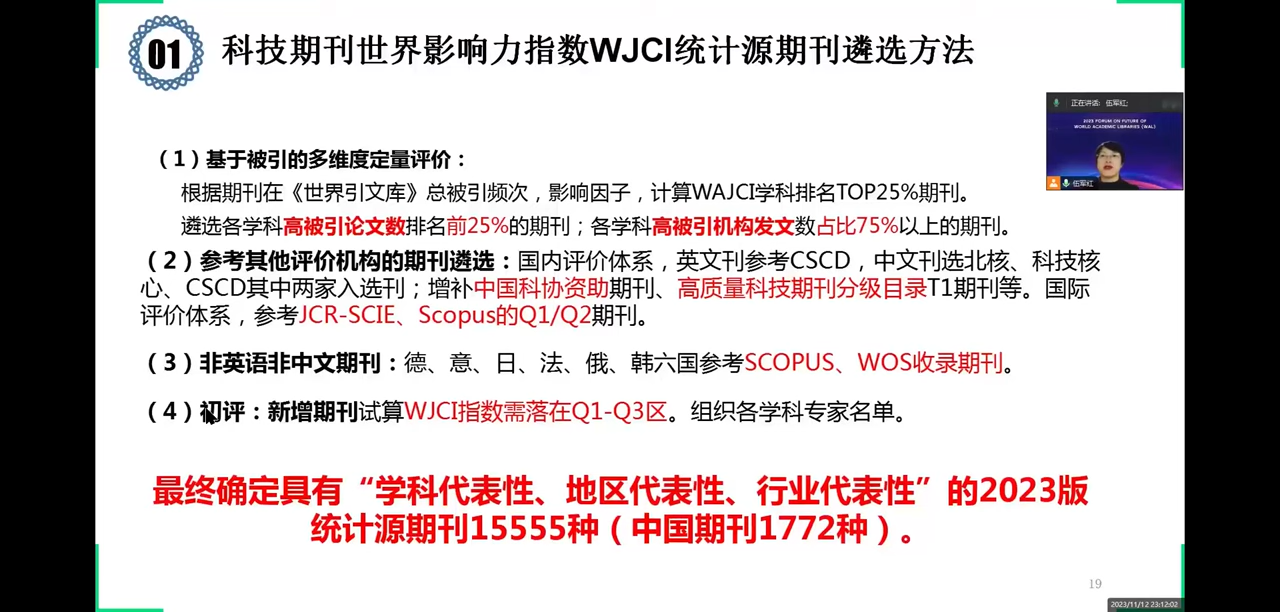 01
科技期刊世界影响力指数WJCI统计源期刊遴选方法
正在讲话: 伍军红;
2023 FORUM ON FUTURE OF
WORLD ACADEMIC LIBRARIES (WAL)
伍军红
（1）基于被引的多维度定量评价：
根据期刊在《世界引文库》总被引频次，影响因子，计算WAJCI学科排名TOP25%期刊。
遴选各学科高被引论文数排名前25%的期刊；各学科高被引机构发文数占比75%以上的期刊。
（2）参考其他评价机构的期刊遴选：国内评价体系，英文刊参考CSCD，中文刊选北核、科技核
心、CSCD其中两家入选刊；增补中国科协资助期刊、高质量科技期刊分级目录T1期刊等。国际
评价体系，参考JCR-SCIE、Scopus的Q1/Q2期刊。
（3）非英语非中文期刊：德、意、日、法、俄、韩六国参考SCOPUS、WOS收录期刊。
（4）初评：新增期刊试算WJCI指数需落在Q1-Q3区。组织各学科专家名单。
最终确定具有“学科代表性、地区代表性、行业代表性”的2023版
统计源期刊15555种（中国期刊1772种）。
19
2023/11/12 23:12:02